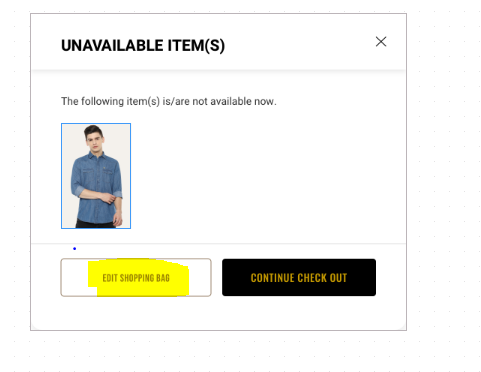 UNAVAILABLE ITEM(S)
The following item(s) is/are not available now.
EDIT SHOPPING BAG
CONTINUE CHECK OUT